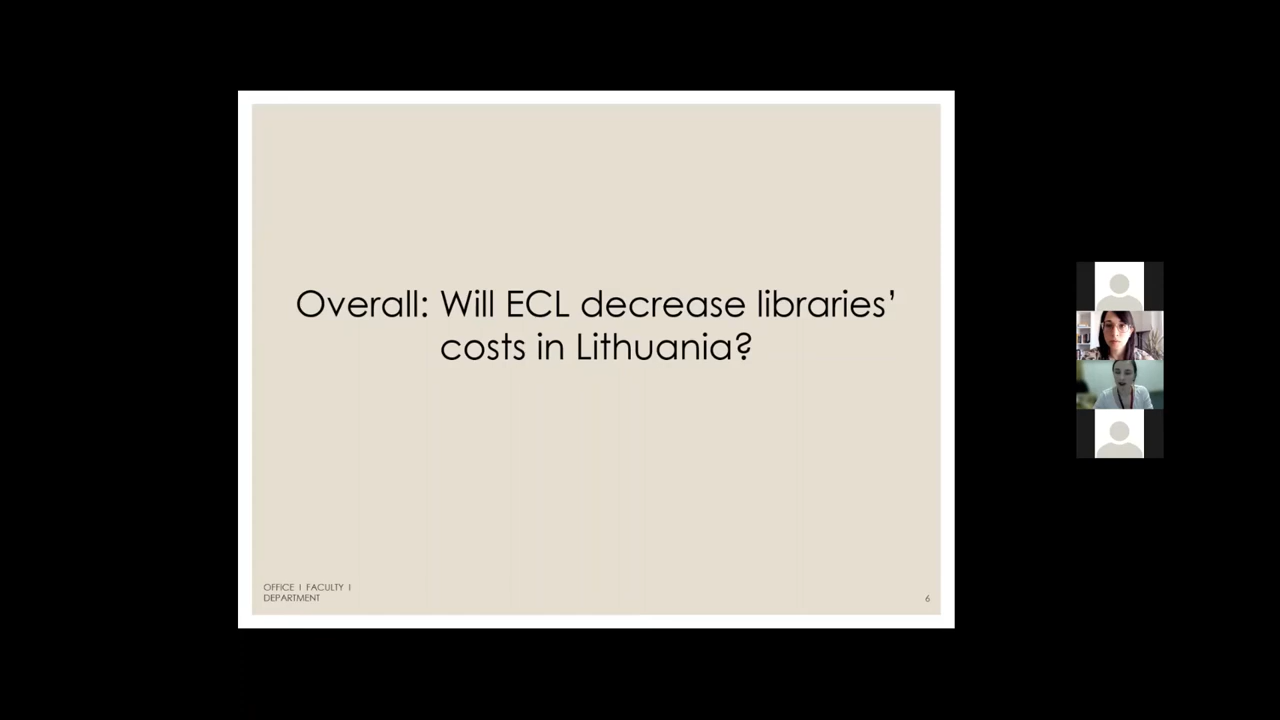 Overall: Will ECL decrease libraries’
costs in Lithuania?
OFFICE I FACULTY I
DEPARTMENT
6